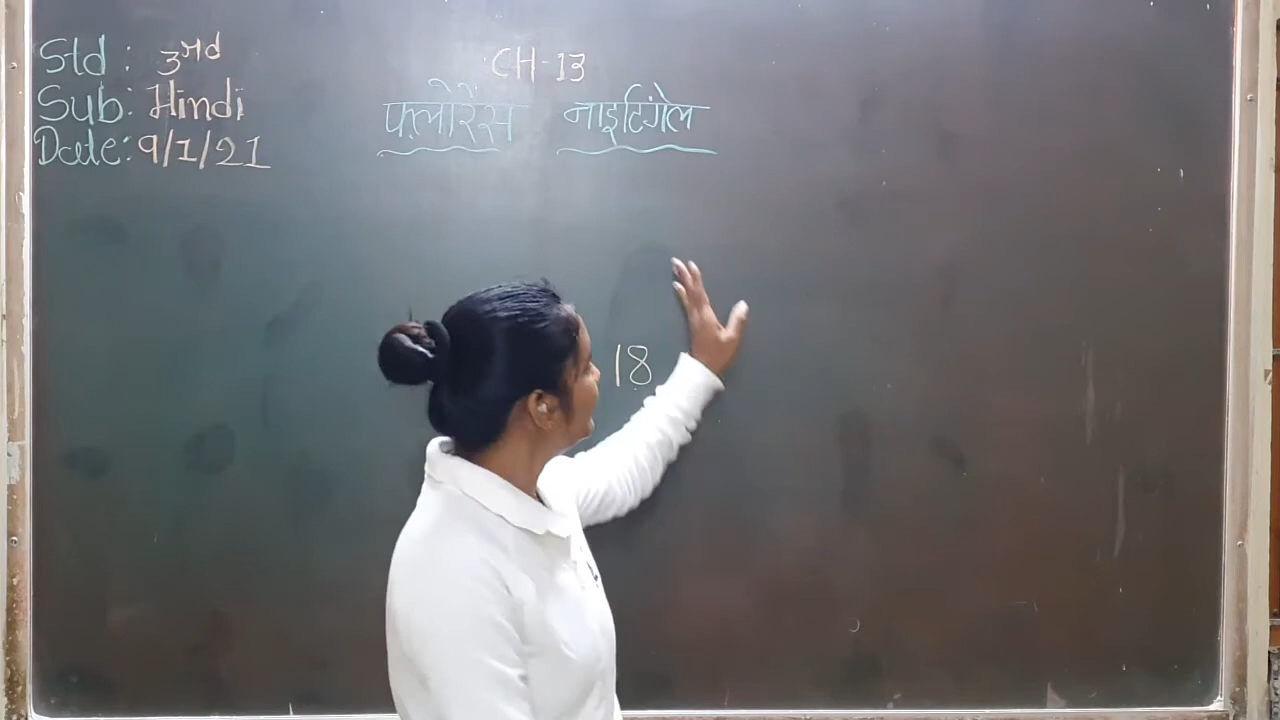 Std : 3rd
Sub: Hindi
Date: 9/1/21
CH-13
फ्लोरेंस नाइटिंगेल
18